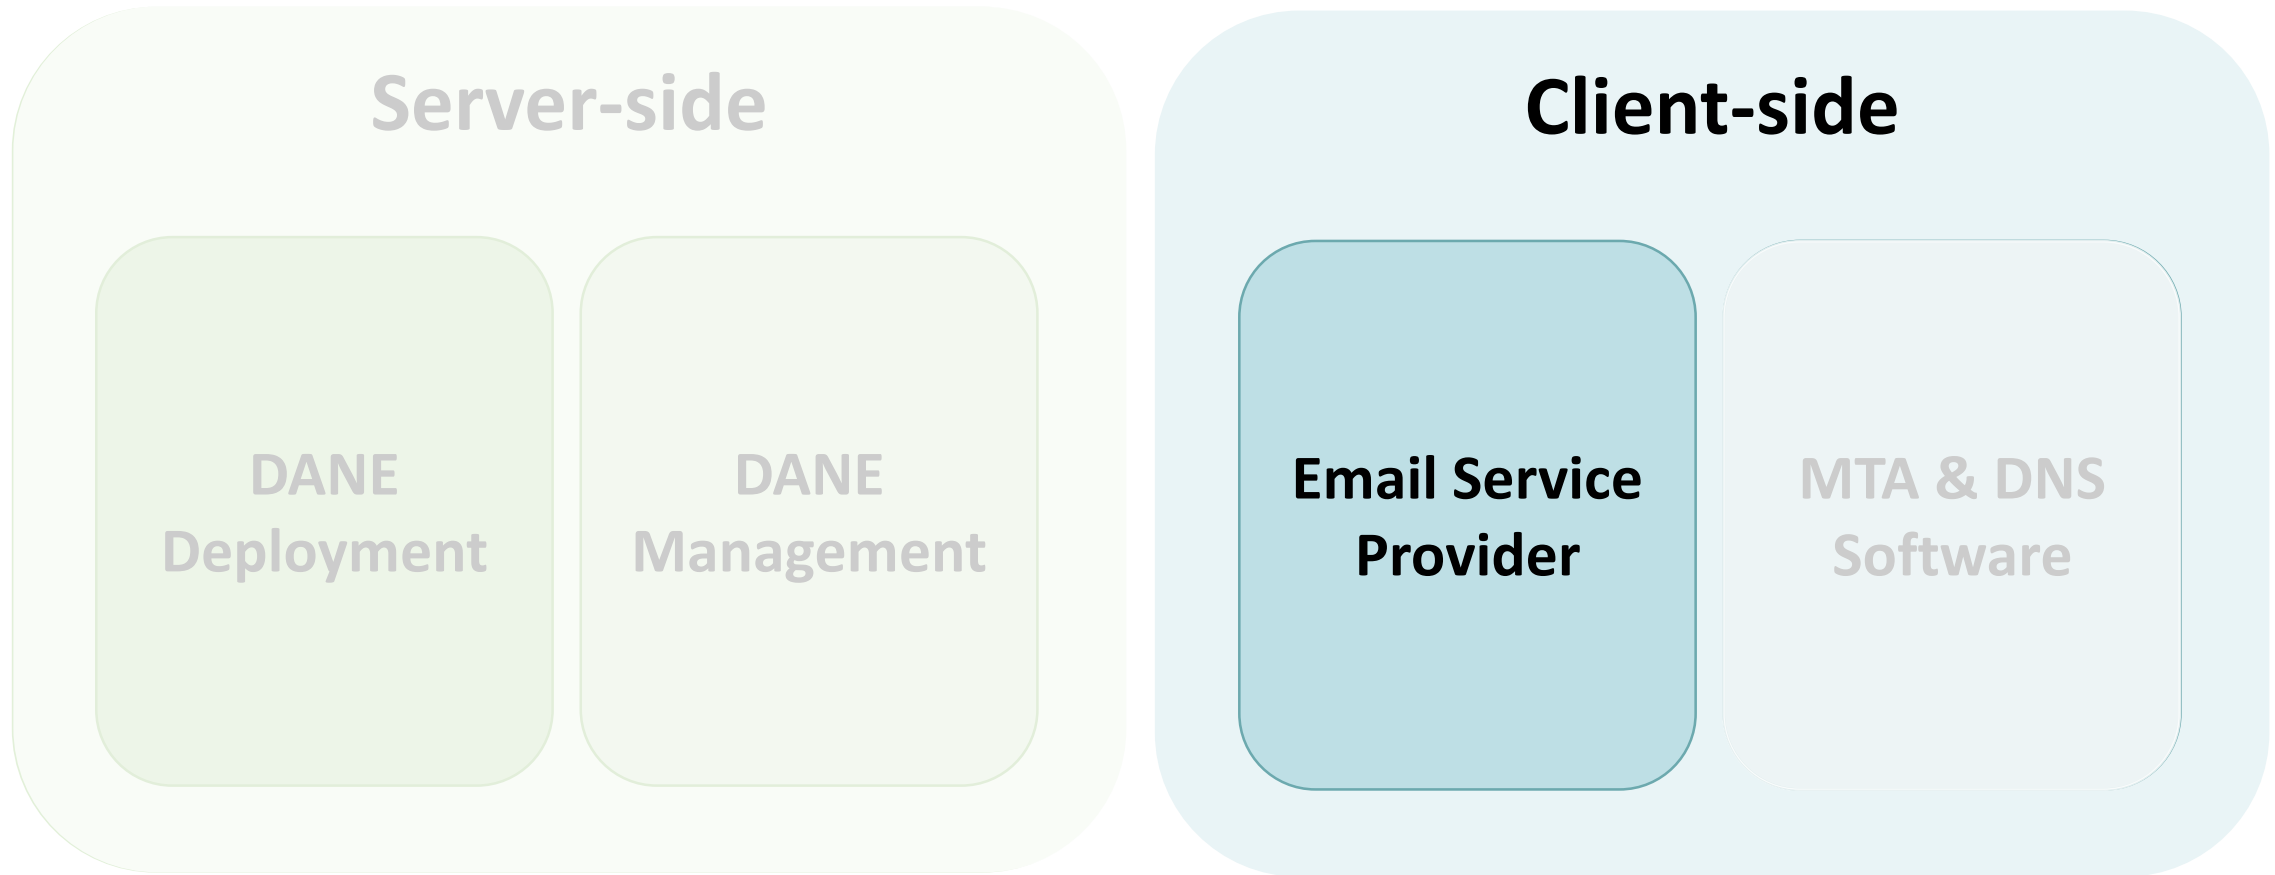 Server-side
DANE
Deployment
DANE
Management
Client-side
Email Service
Provider
MTA & DNS
Software